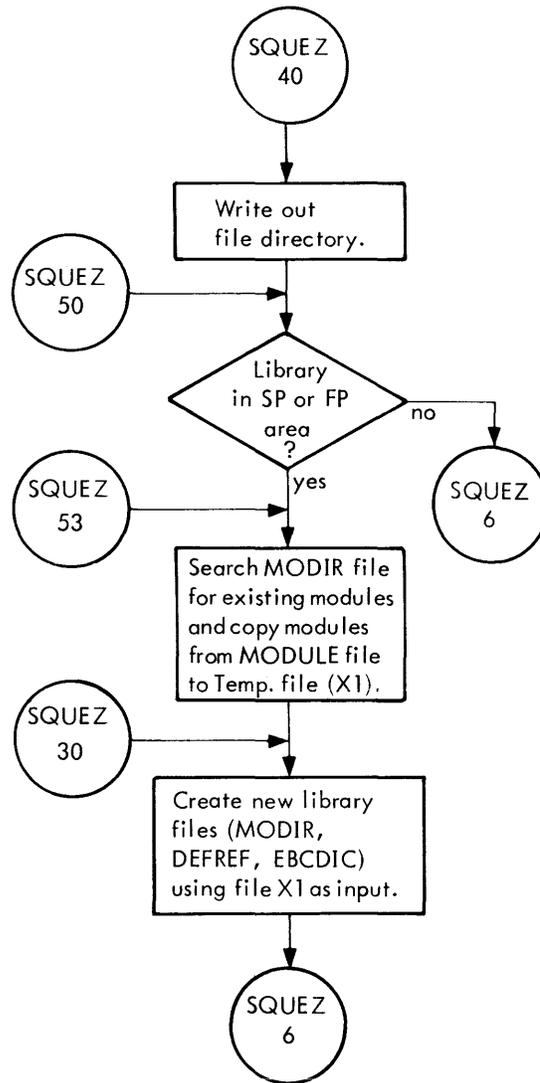 SQUEZ
40
Write out
file directory.
SQUEZ
50
Library
in SP or FP
area
?
no
yes
SQUEZ
6
SQUEZ
53
Search MODIR file
for existing modules
and copy modules
from MODULE file
to Temp. file (X1).
SQUEZ
30
Create new library
files (MODIR,
DEFREF, EBCDIC)
using file X1 as input.
SQUEZ
6